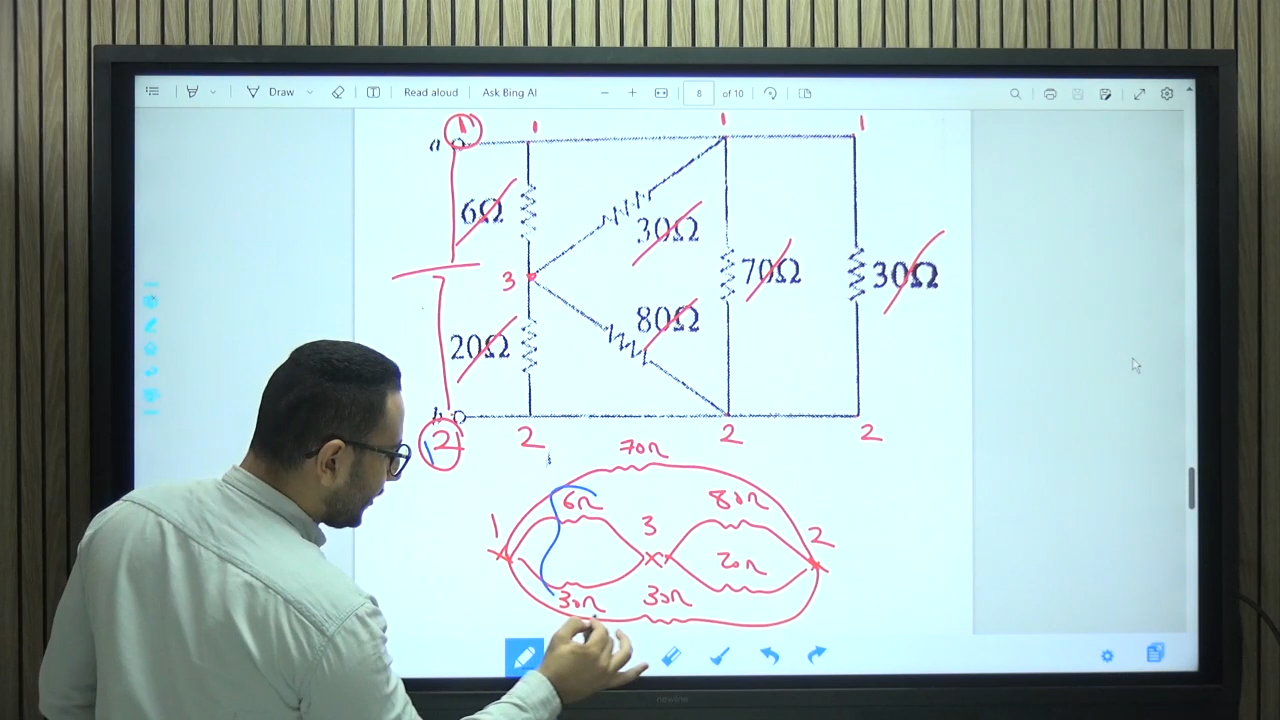 Draw Read aloud Ask Bing AI 8 of 10
1 1 1 1
a
6Ω
30Ω
70Ω
30Ω
3
80Ω
20Ω
b
2 2 2 2
70Ω
6Ω 80Ω
1 3 2
20Ω
30Ω 30Ω
newline